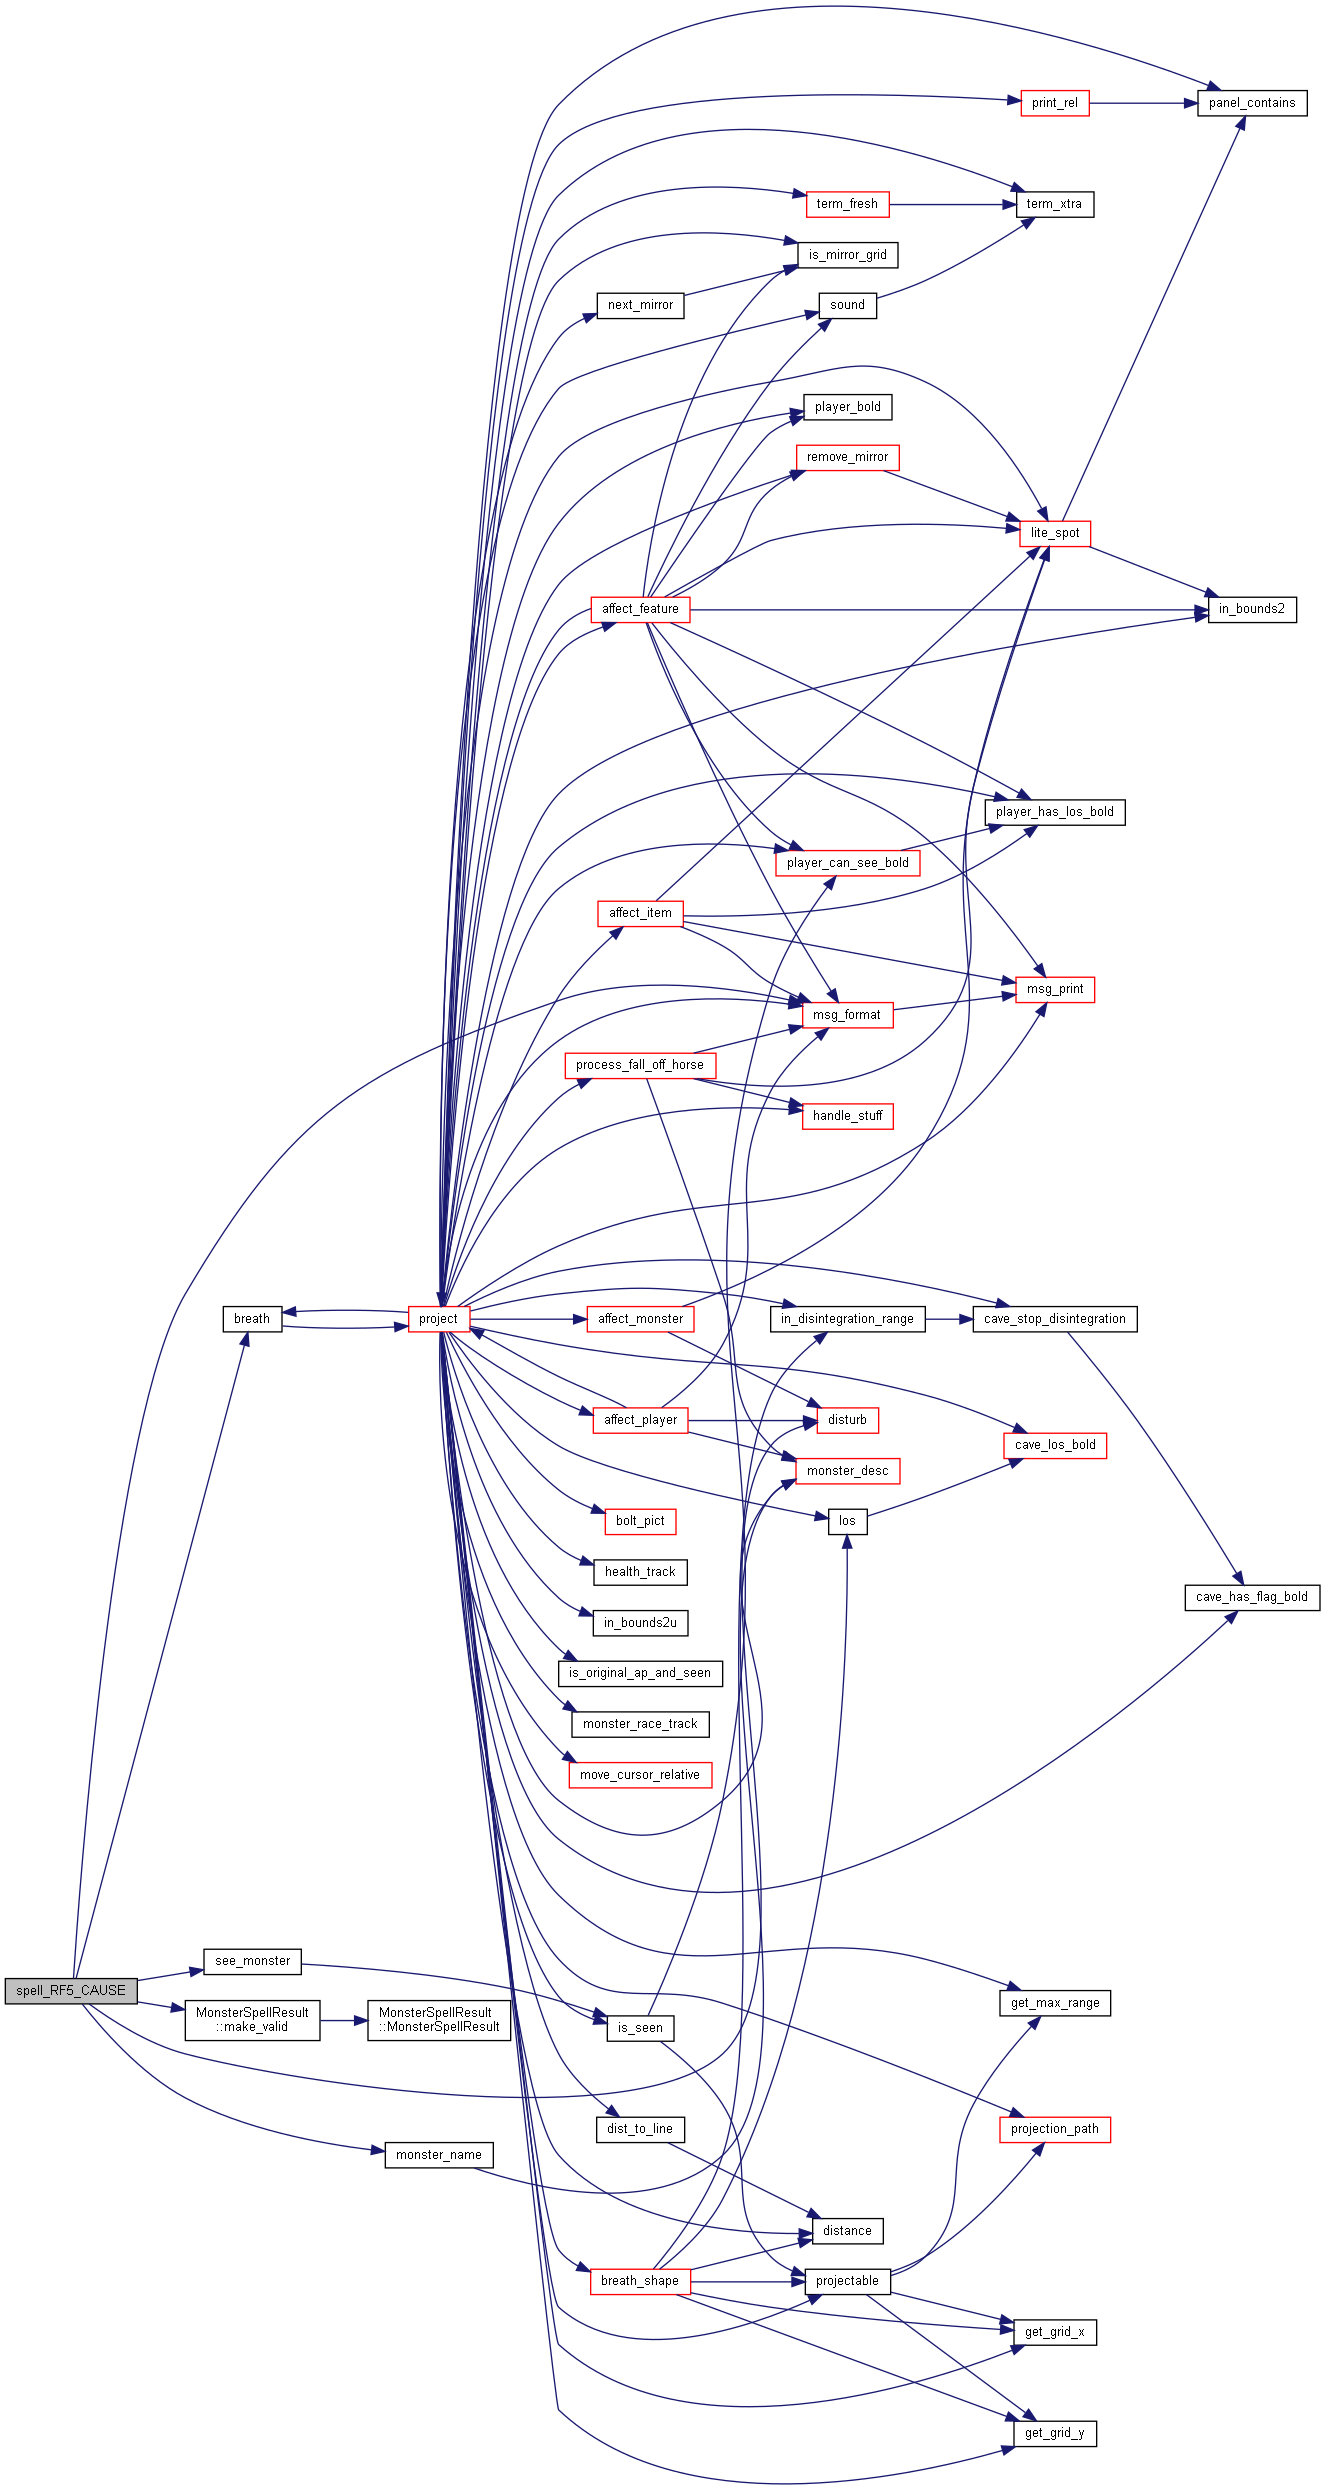 panel_contains
print_rel
term_fresh
term_xtra
is_mirror_grid
next_mirror
sound
player_bold
remove_mirror
lite_spot
affect_feature
in_bounds2
player_has_los_bold
player_can_see_bold
affect_item
msg_print
msg_format
process_fall_off_horse
handle_stuff
breath
project
affect_monster
in_disintegration_range
cave_stop_disintegration
affect_player
disturb
cave_los_bold
monster_desc
bolt_pict
los
health_track
cave_has_flag_bold
in_bounds2u
is_original_ap_and_seen
monster_race_track
move_cursor_relative
see_monster
spell_RF5_CAUSE
get_max_range
MonsterSpellResult
::make_valid
MonsterSpellResult
::MonsterSpellResult
is_seen
dist_to_line
projection_path
monster_name
distance
breath_shape
projectable
get_grid_x
get_grid_y